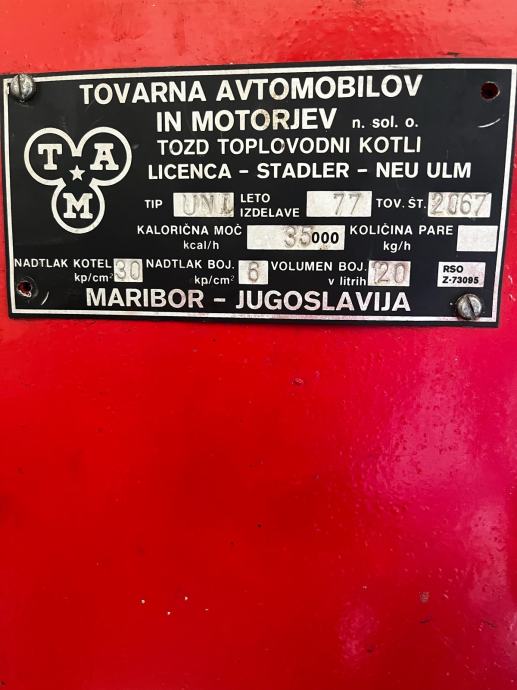 TOVARNA AVTOMOBILOV
IN MOTORJEV n. sol. o.
TOZD TOPLOVODNI KOTLI
LICENCA - STADLER - NEU ULM
T A M
TIP UNI LETO IZDELAVE 77 TOV. ŠT. 2067
KALORIČNA MOČ kcal/h 35000 KOLIČINA PARE kg/h
NADTLAK KOTEL kp/cm² 30 NADTLAK BOJ. kp/cm² 6 VOLUMEN BOJ. v litrih 120 RSO Z-73095
MARIBOR - JUGOSLAVIJA